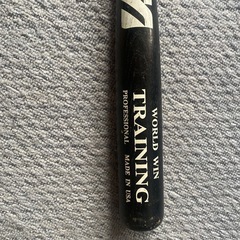 WORLD WIN
TRAINING
PROFESSIONAL MADE IN USA